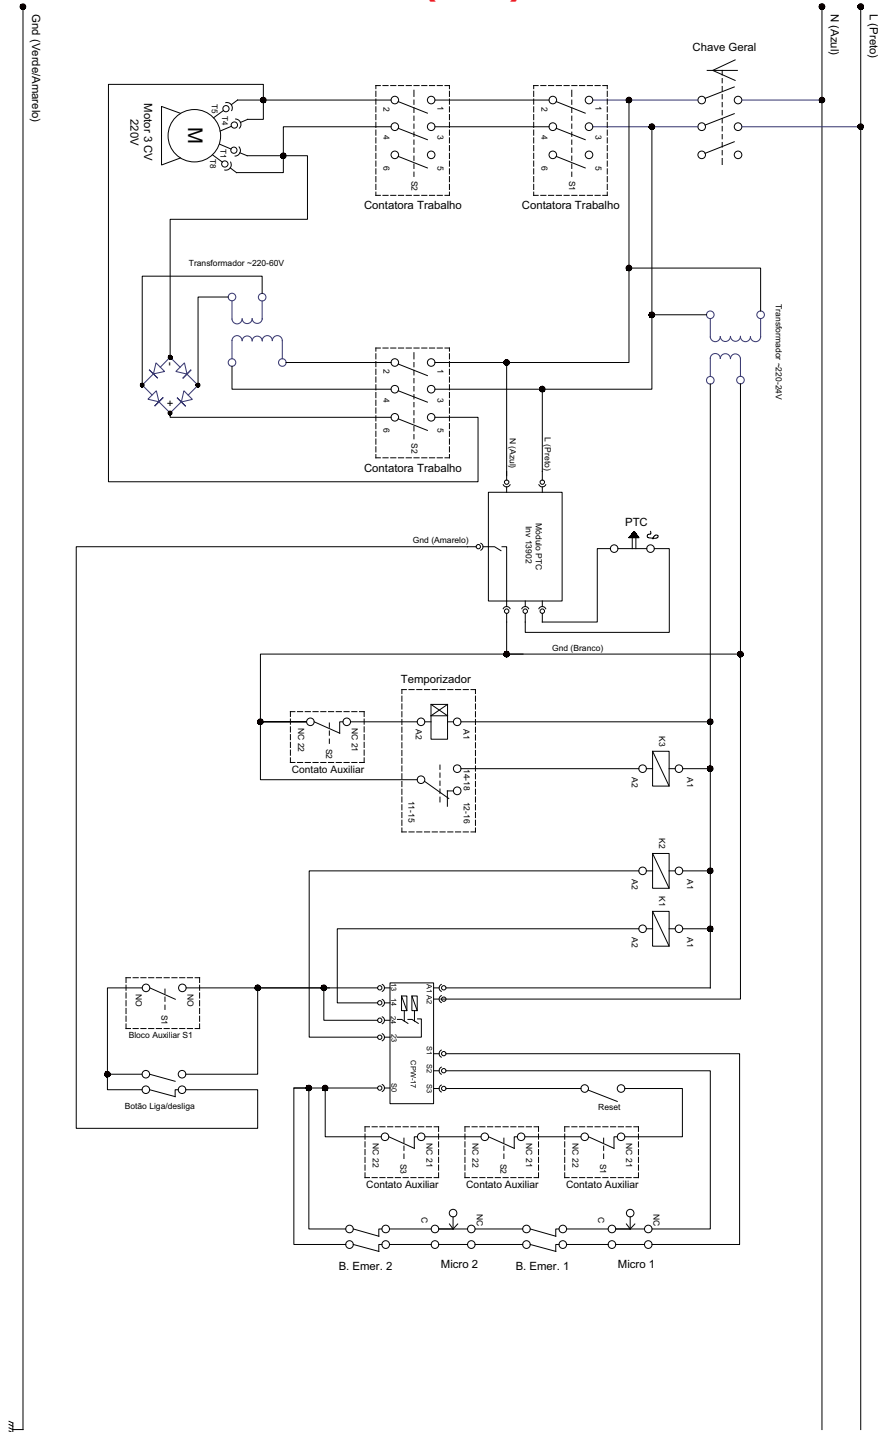 Gnd (Verde/Amarelo)
N (Azul)
L (Preto)
Chave Geral
T5
T4
T1
T8
M
Motor 3 CV
220V
2
4
6
1
3
5
S2
Contatora Trabalho
2
4
6
1
3
5
S1
Contatora Trabalho
Transformador ~220-60V
Transformador ~220-24V
-
+
2
4
6
1
3
5
S2
Contatora Trabalho
N (Azul)
L (Preto)
Módulo PTC
Inv 13902
PTC
Gnd (Amarelo)
Gnd (Branco)
Temporizador
NC 22
NC 21
S2
Contato Auxiliar
A2
A1
14-18
12-16
11-15
K3
A2
A1
K2
A2
A1
K1
A2
A1
13
14
24
23
S0
A1
A2
S1
S2
S3
CPW-17
NO
NO
S1
Bloco Auxiliar S1
Botão Liga/desliga
Reset
NC 22
NC 21
S3
Contato Auxiliar
NC 22
NC 21
S2
Contato Auxiliar
NC 22
NC 21
S1
Contato Auxiliar
C
NC
C
NC
B. Emer. 2
Micro 2
B. Emer. 1
Micro 1